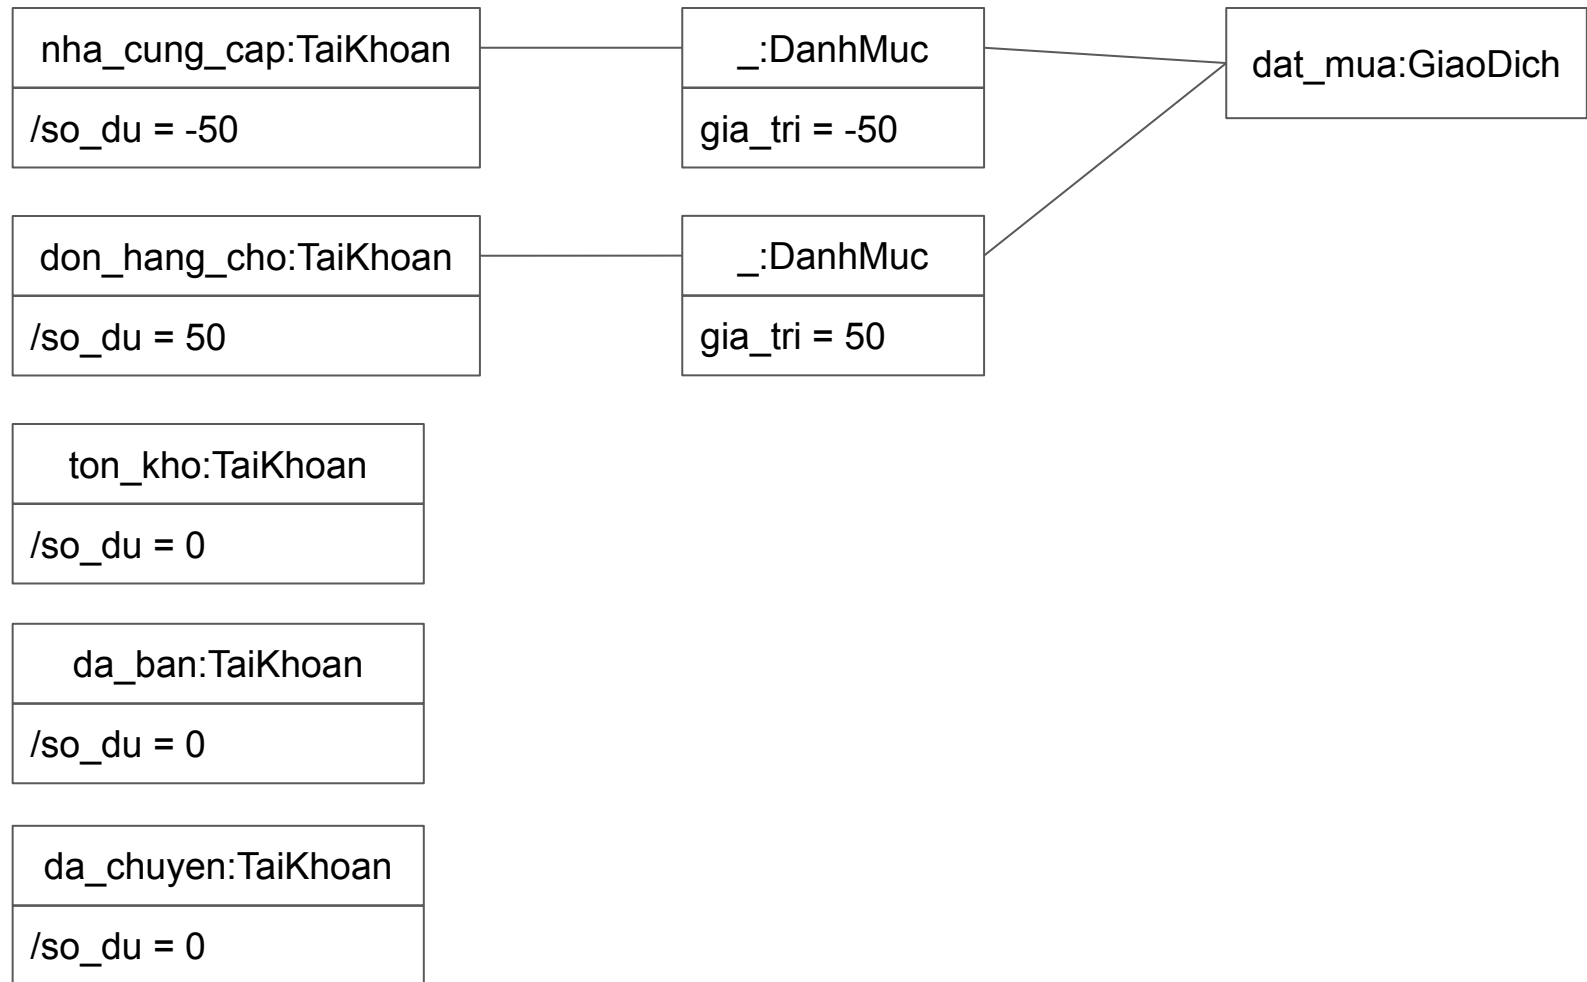 nha_cung_cap:TaiKhoan
/so_du = -50
_:DanhMuc
gia_tri = -50
dat_mua:GiaoDich
don_hang_cho:TaiKhoan
/so_du = 50
_:DanhMuc
gia_tri = 50
ton_kho:TaiKhoan
/so_du = 0
da_ban:TaiKhoan
/so_du = 0
da_chuyen:TaiKhoan
/so_du = 0